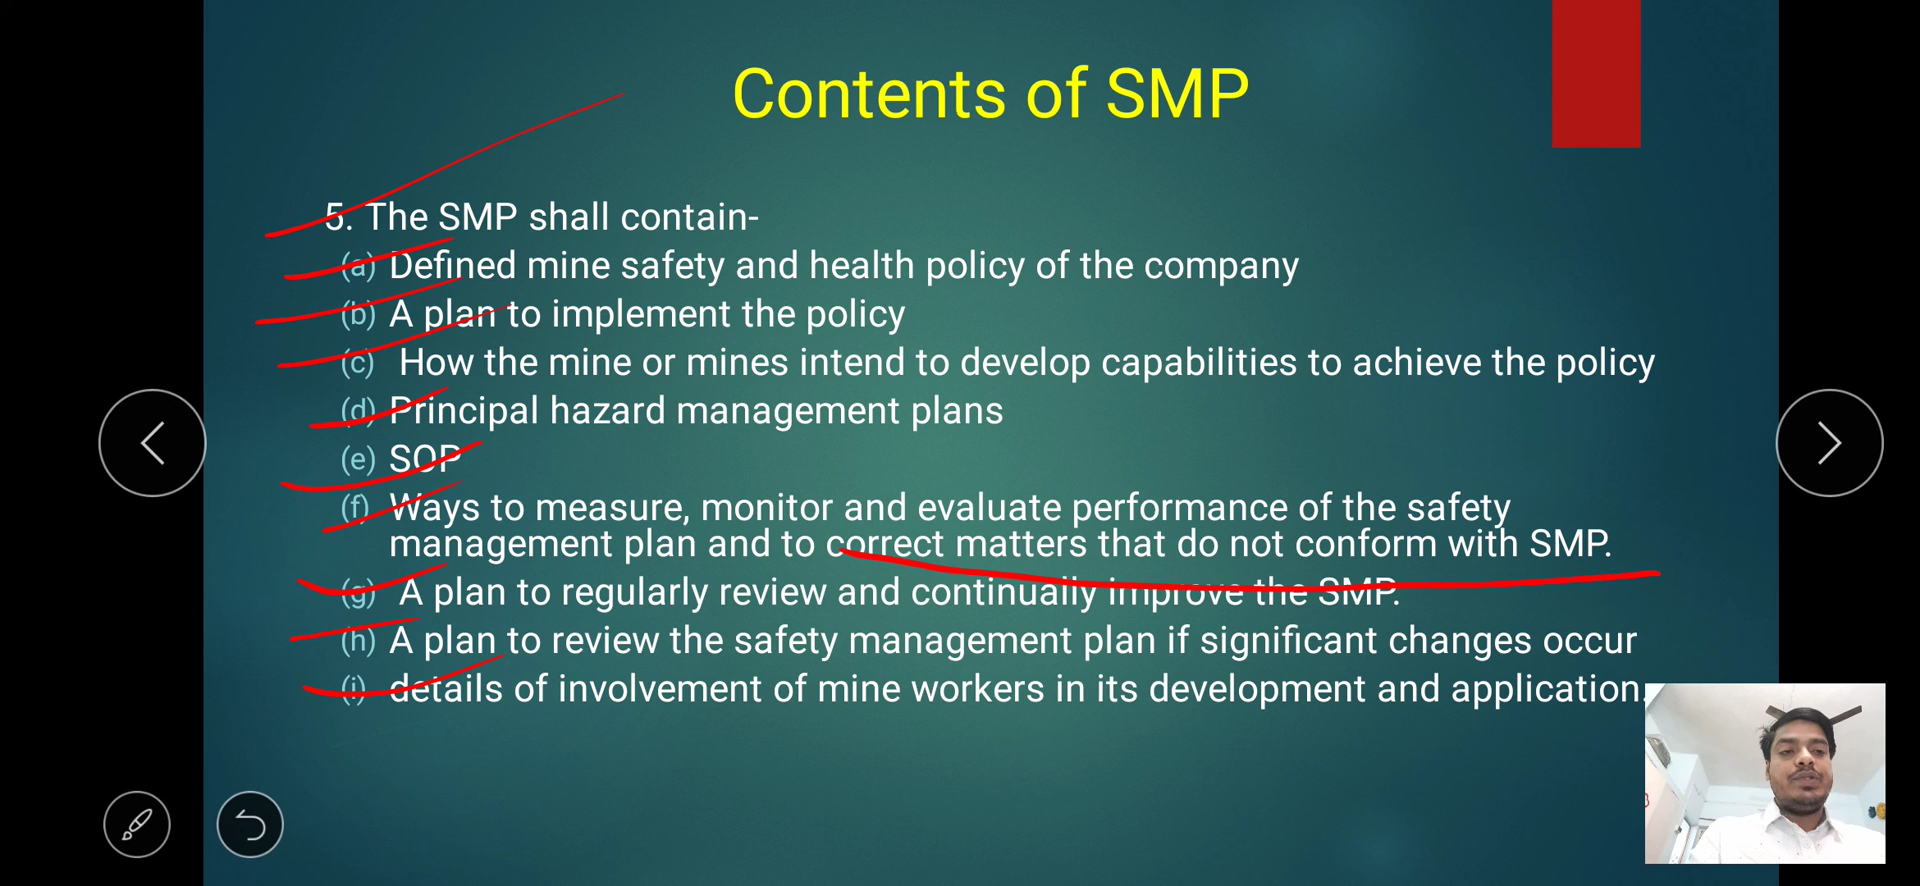 Contents of SMP
5. The SMP shall contain-
(a) Defined mine safety and health policy of the company
(b) A plan to implement the policy
(c) How the mine or mines intend to develop capabilities to achieve the policy
(d) Principal hazard management plans
(e) SOP
(f) Ways to measure, monitor and evaluate performance of the safety
management plan and to correct matters that do not conform with SMP.
(g) A plan to regularly review and continually improve the SMP.
(h) A plan to review the safety management plan if significant changes occur
(i) details of involvement of mine workers in its development and application.